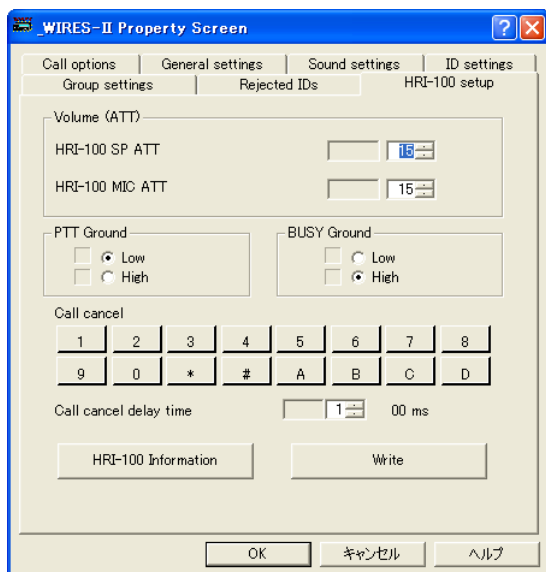 _WIRES-II Property Screen
Call options General settings Sound settings ID settings
Group settings Rejected IDs HRI-100 setup
Volume (ATT)
HRI-100 SP ATT 15
HRI-100 MIC ATT 15
PTT Ground BUSY Ground
Low Low
High High
Call cancel
1 2 3 4 5 6 7 8
9 0 * # A B C D
Call cancel delay time 1 00 ms
HRI-100 Information Write
OK キャンセル ヘルプ